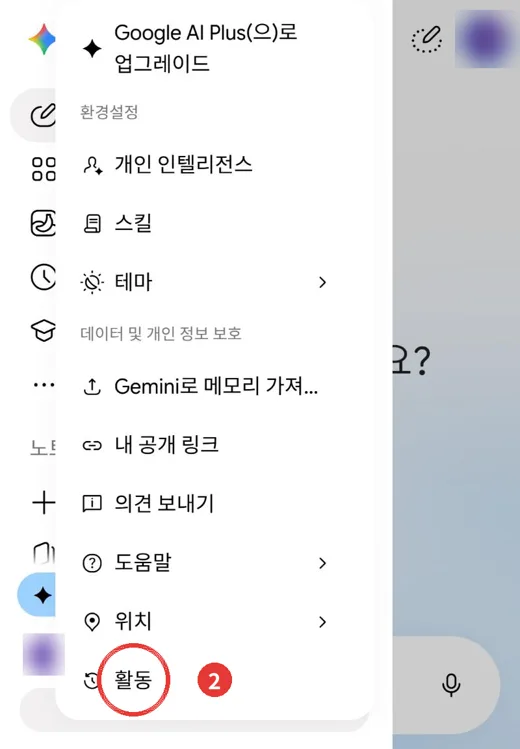 Google AI Plus(으)로
업그레이드
환경설정
개인 인텔리전스
스킬
테마
데이터 및 개인 정보 보호
요?
Gemini로 메모리 가져...
내 공개 링크
노트
의견 보내기
도움말
위치
활동
2